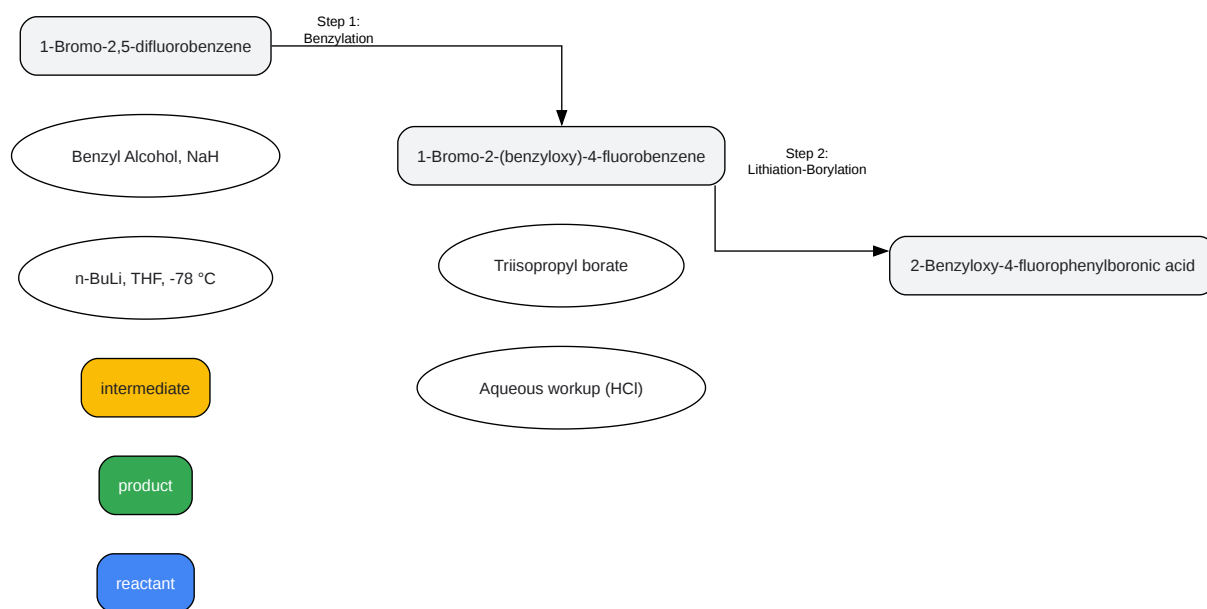 1-Bromo-2,5-difluorobenzene
Step 1:
Benzylation
Benzyl Alcohol, NaH
1-Bromo-2-(benzyloxy)-4-fluorobenzene
Step 2:
Lithiation-Borylation
n-BuLi, THF, -78 °C
Triisopropyl borate
2-Benzyloxy-4-fluorophenylboronic acid
intermediate
Aqueous workup (HCl)
product
reactant